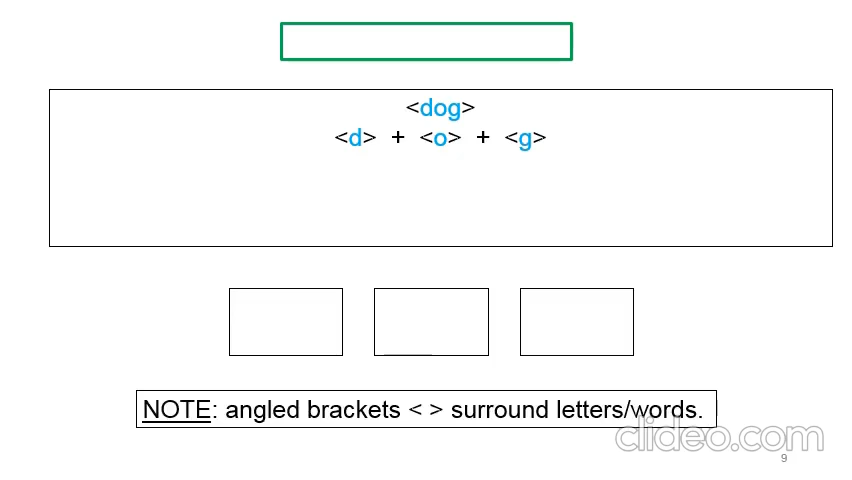 <dog>
<d> + <o> + <g>
NOTE: angled brackets < > surround letters/words.
clideo.com
9